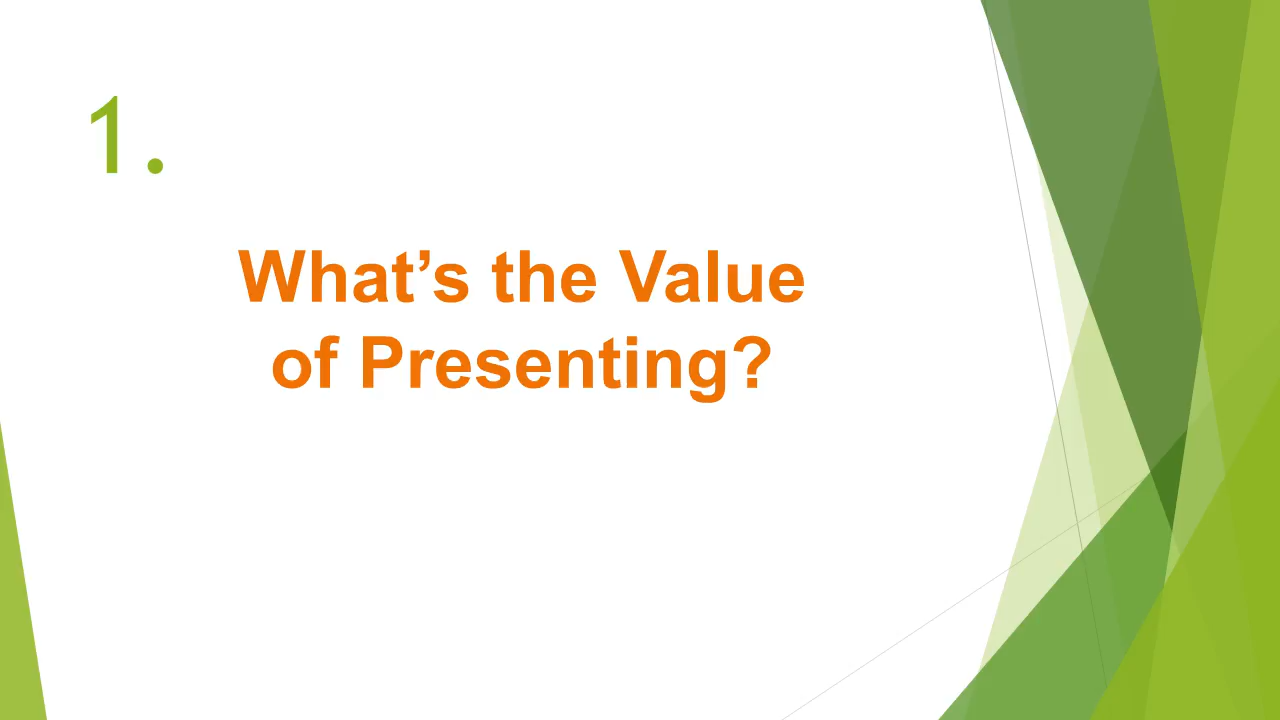 1.
What’s the Value
of Presenting?